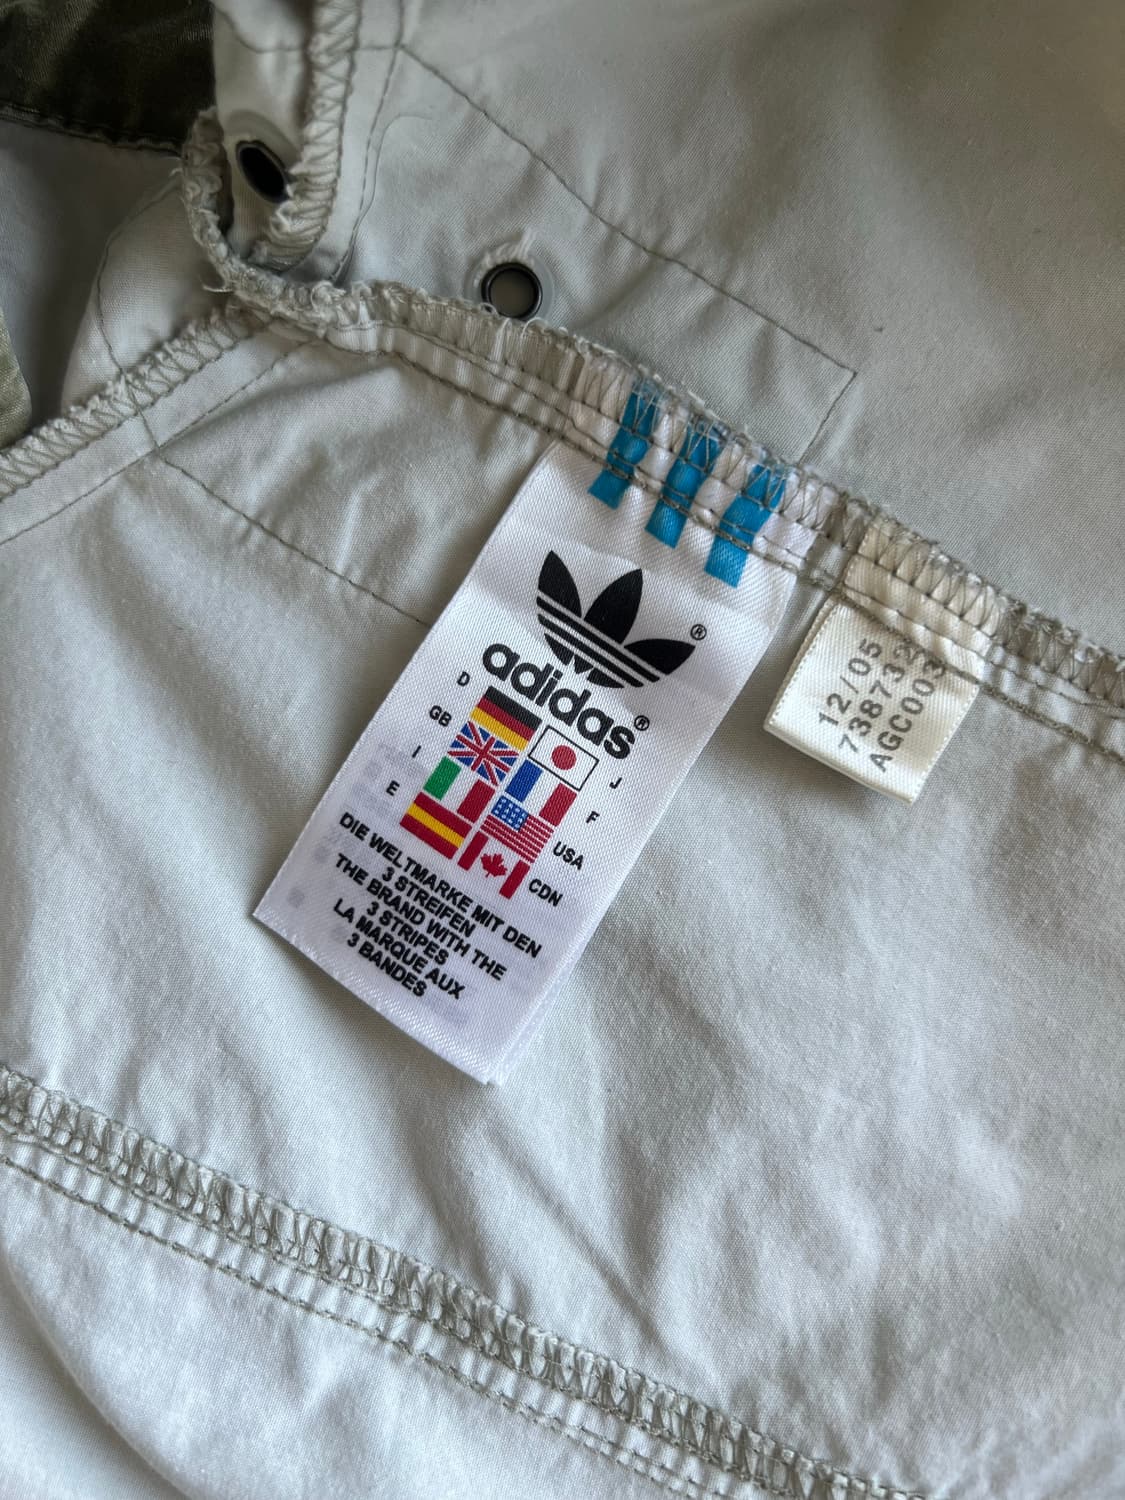 ®
adidas®
D
GB
J
I
F
E
USA
CDN
DIE WELTMARKE MIT DEN
3 STREIFEN
THE BRAND WITH THE
3 STRIPES
LA MARQUE AUX
3 BANDES
12/05
738732
AGC003